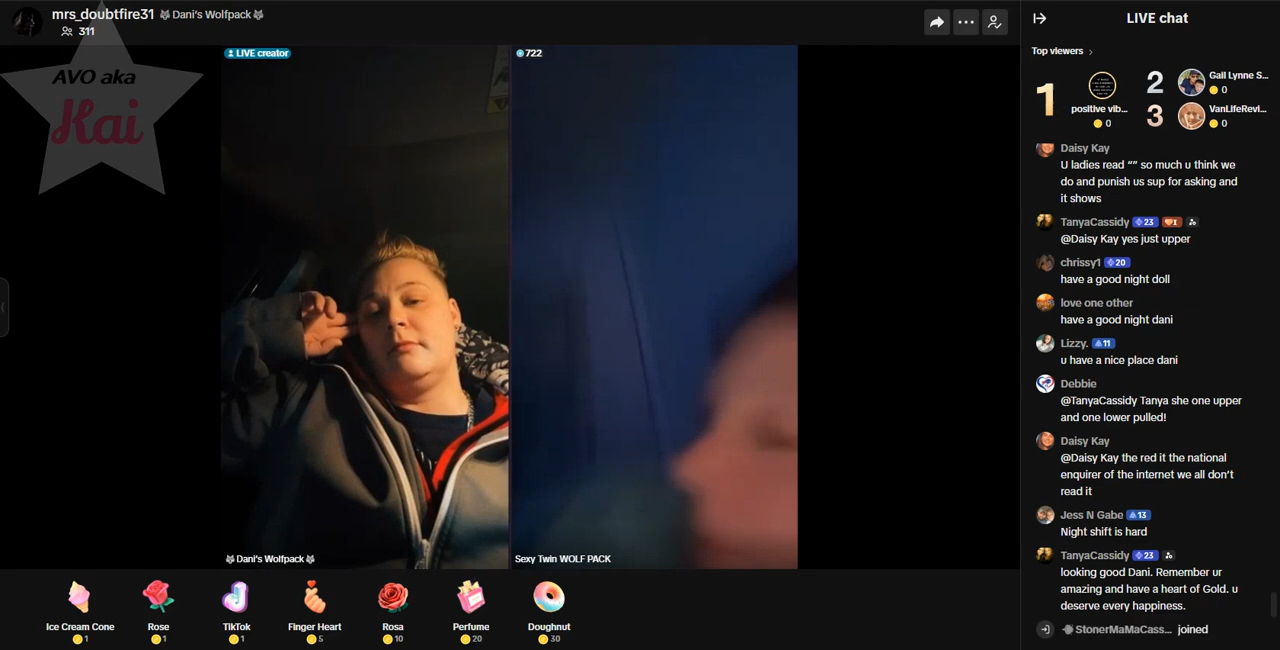 mrs_doubtfire31 🐺Dani's Wolfpack🐺
311
AVO aka
Kai
LIVE creator
722
🐺Dani's Wolfpack🐺
Sexy Twin WOLF PACK
Ice Cream Cone
1
Rose
1
TikTok
1
Finger Heart
5
Rosa
10
Perfume
20
Doughnut
30
LIVE chat
Top viewers
1
positive vib...
0
2
Gail Lynne S...
0
3
VanLifeRevi...
0
Daisy Kay
U ladies read “” so much u think we
do and punish us sup for asking and
it shows
TanyaCassidy 23 I
@Daisy Kay yes just upper
chrissy1 20
have a good night doll
love one other
have a good night dani
Lizzy. 11
u have a nice place dani
Debbie
@TanyaCassidy Tanya she one upper
and one lower pulled!
Daisy Kay
@Daisy Kay the red it the national
enquirer of the internet we all don't
read it
Jess N Gabe 13
Night shift is hard
TanyaCassidy 23
looking good Dani. Remember ur
amazing and have a heart of Gold. u
deserve every happiness.
StonerMaMaCass... joined